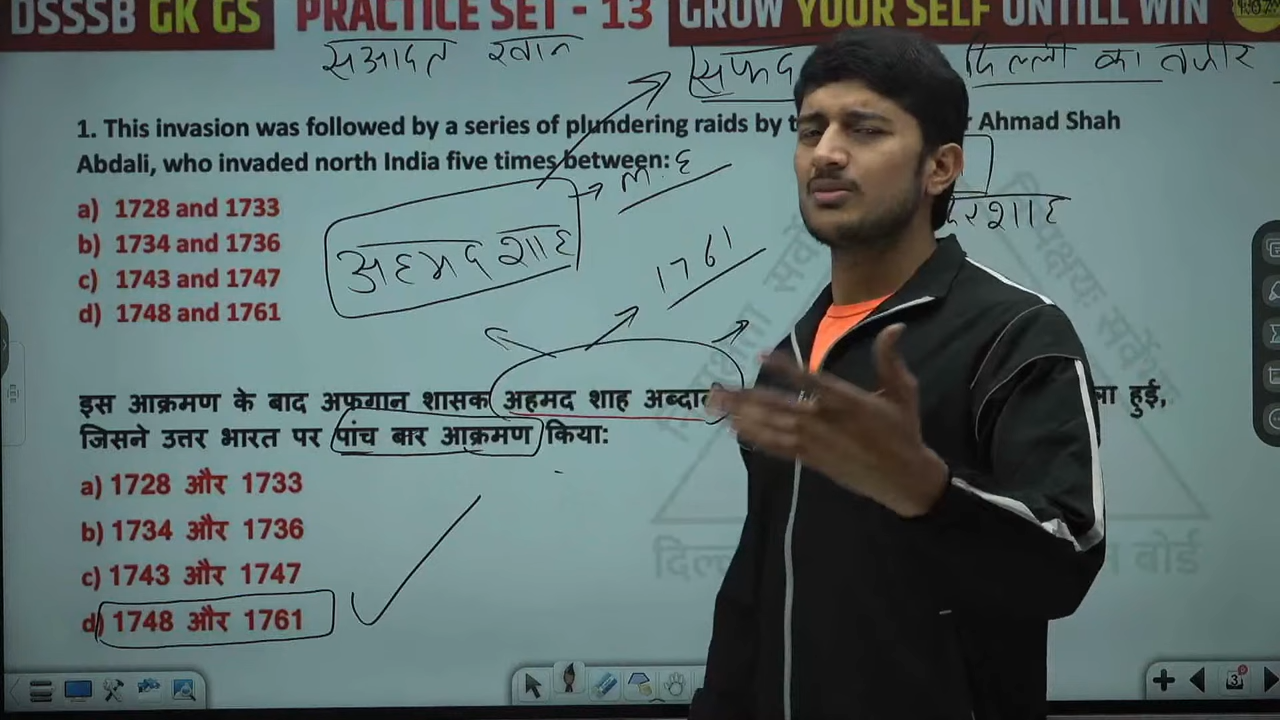 DSSSB GK GS PRACTICE SET - 13 GROW YOUR SELF UNTILL WIN
सआदत खान सफद दिल्ली का वजीर
1. This invasion was followed by a series of plundering raids by Ahmad Shah
Abdali, who invaded north India five times between:
a) 1728 and 1733
b) 1734 and 1736
c) 1743 and 1747
d) 1748 and 1761
अहमद शाह
1761
इस आक्रमण के बाद अफगान शासक अहमद शाह हुई,
जिसने उत्तर भारत पर पांच बार आक्रमण किया:
a) 1728 और 1733
b) 1734 और 1736
c) 1743 और 1747
d) 1748 और 1761
बोर्ड